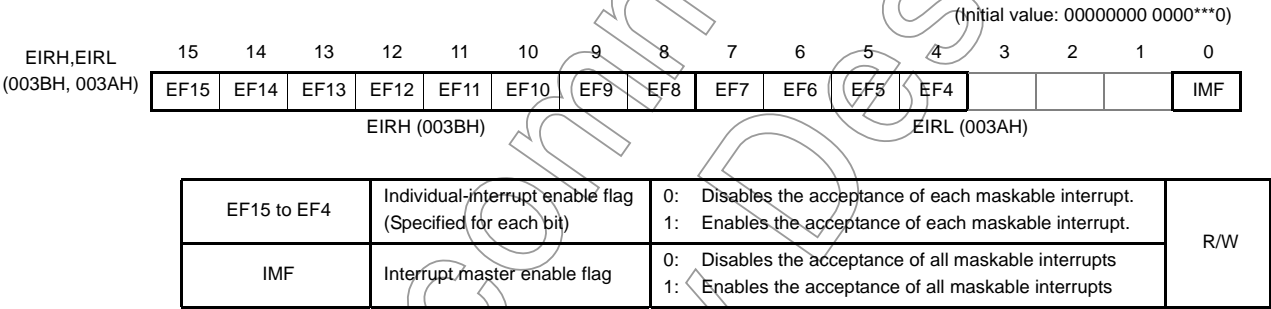 (Initial value: 00000000 0000***0)
EIRH,EIRL
(003BH, 003AH)
15 14 13 12 11 10 9 8 7 6 5 4 3 2 1 0
EF15 EF14 EF13 EF12 EF11 EF10 EF9 EF8 EF7 EF6 EF5 EF4 IMF
EIRH (003BH) EIRL (003AH)
EF15 to EF4
Individual-interrupt enable flag
(Specified for each bit)
0: Disables the acceptance of each maskable interrupt.
1: Enables the acceptance of each maskable interrupt.
R/W
IMF
Interrupt master enable flag
0: Disables the acceptance of all maskable interrupts
1: Enables the acceptance of all maskable interrupts